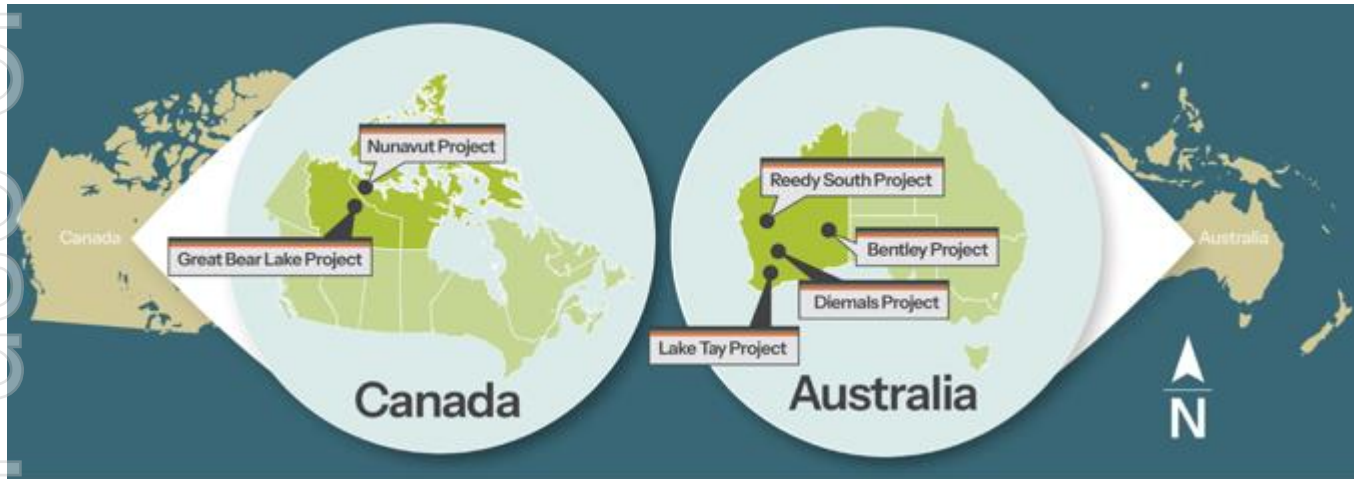 Canada
Nunavut Project
Great Bear Lake Project
Canada
Reedy South Project
Bentley Project
Diemals Project
Lake Tay Project
Australia
Australia
N